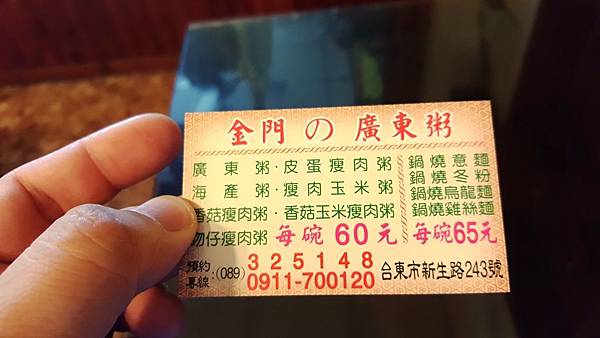 金門の廣東粥
廣東粥·皮蛋瘦肉粥
海產粥·瘦肉玉米粥
香菇瘦肉粥·香菇玉米瘦肉粥
吻仔瘦肉粥 每碗60元
鍋燒意麵
鍋燒冬粉
鍋燒烏龍麵
鍋燒雞絲麵
每碗65元
預約專線:(089)325148
0911-700120
台東市新生路243號